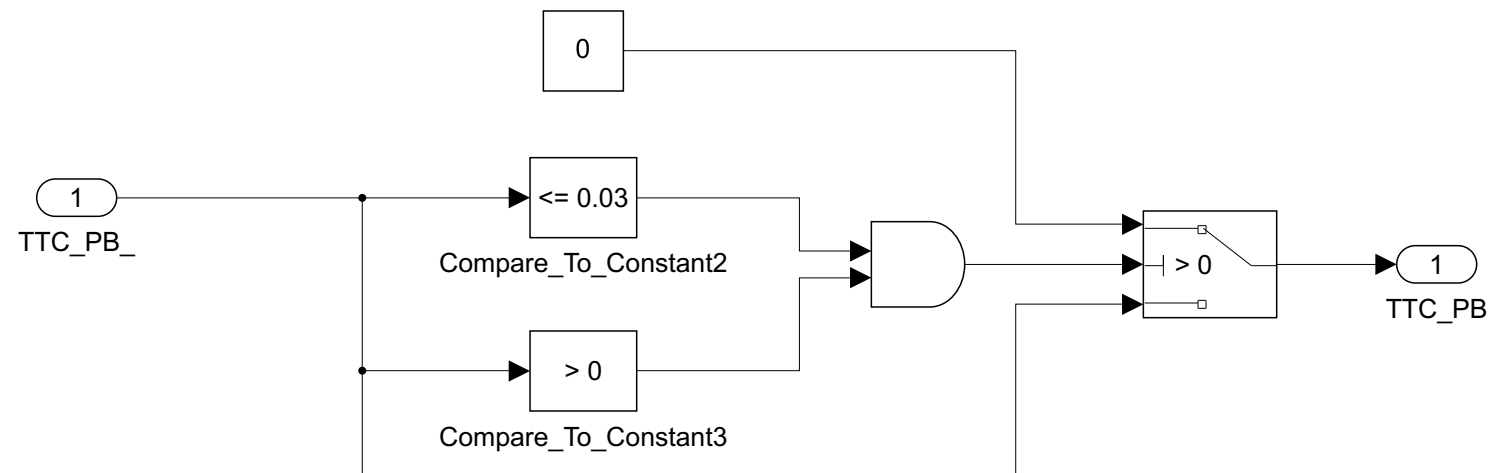 0
1
TTC_PB_
<= 0.03
Compare_To_Constant2
> 0
Compare_To_Constant3
> 0
1
TTC_PB